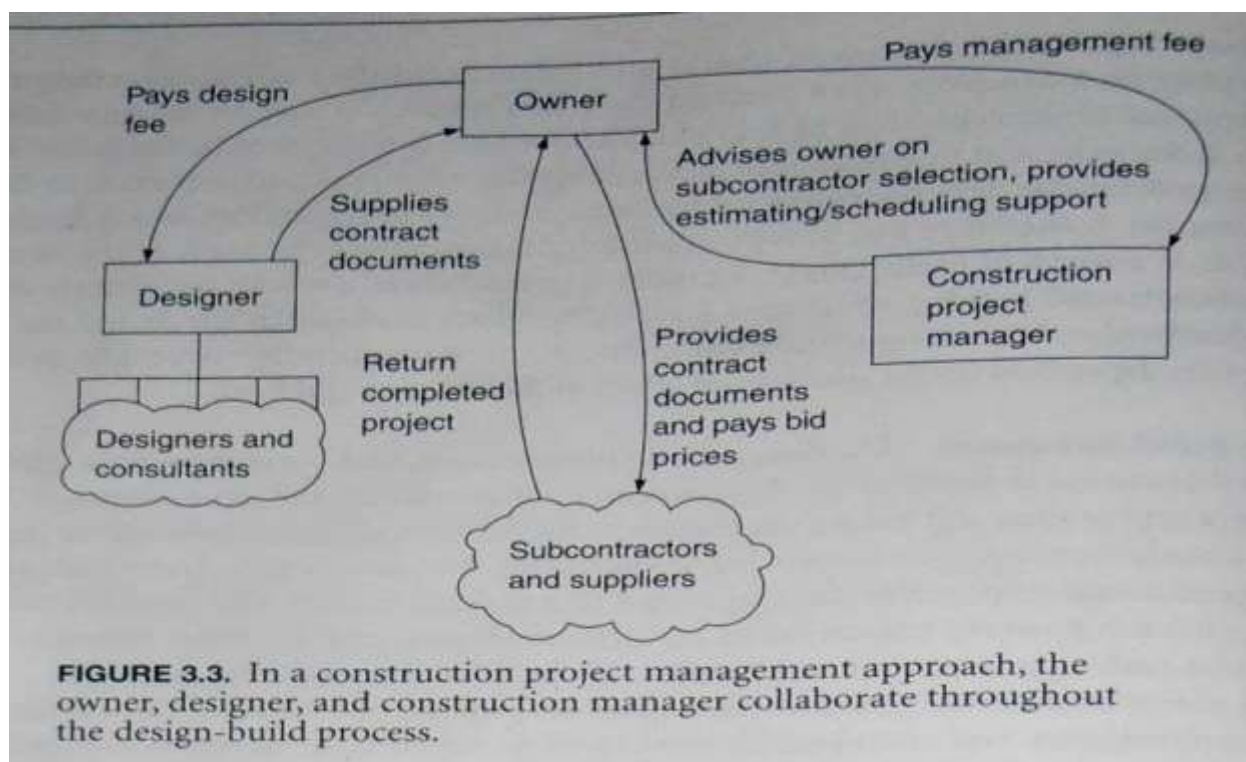 Pays management fee
Owner
Pays design
fee
Advises owner on
subcontractor selection, provides
estimating/scheduling support
Supplies
contract
documents
Designer
Construction
project
manager
Provides
contract
documents
and pays bid
prices
Return
completed
project
Designers and
consultants
Subcontractors
and suppliers
FIGURE 3.3. In a construction project management approach, the
owner, designer, and construction manager collaborate throughout
the design-build process.